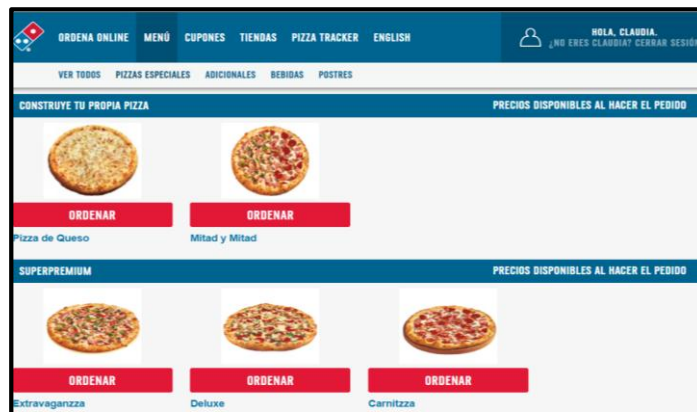 ORDENA ONLINE MENÚ CUPONES TIENDAS PIZZA TRACKER ENGLISH
HOLA, CLAUDIA.
¿NO ERES CLAUDIA? CERRAR SESIÓN
VER TODOS PIZZAS ESPECIALES ADICIONALES BEBIDAS POSTRES
CONSTRUYE TU PROPIA PIZZA PRECIOS DISPONIBLES AL HACER EL PEDIDO
ORDENAR ORDENAR
Pizza de Queso Mitad y Mitad
SUPERPREMIUM PRECIOS DISPONIBLES AL HACER EL PEDIDO
ORDENAR ORDENAR ORDENAR
Extravaganzza Deluxe Carnitzza